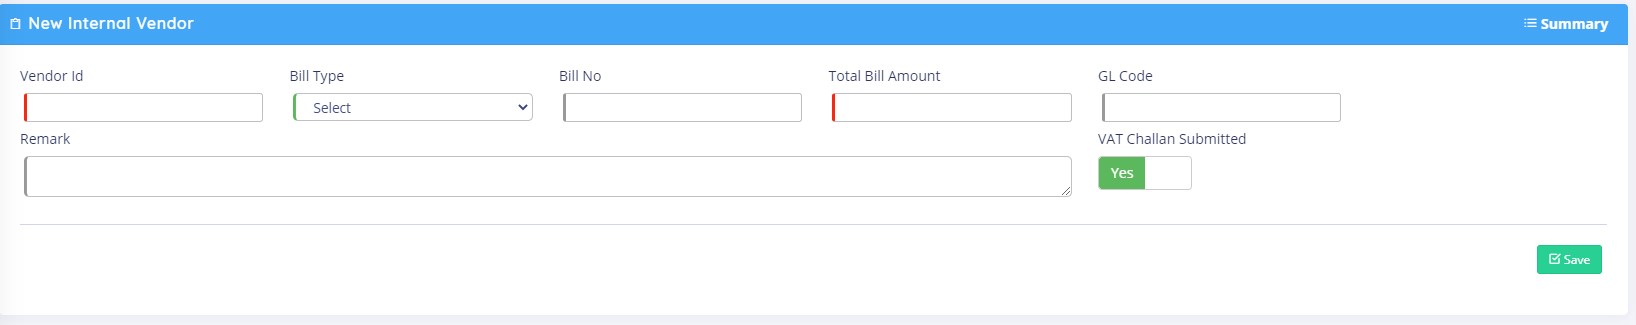 New Internal Vendor Summary
Vendor Id Bill Type Bill No Total Bill Amount GL Code
Select
Remark VAT Challan Submitted
Yes
Save